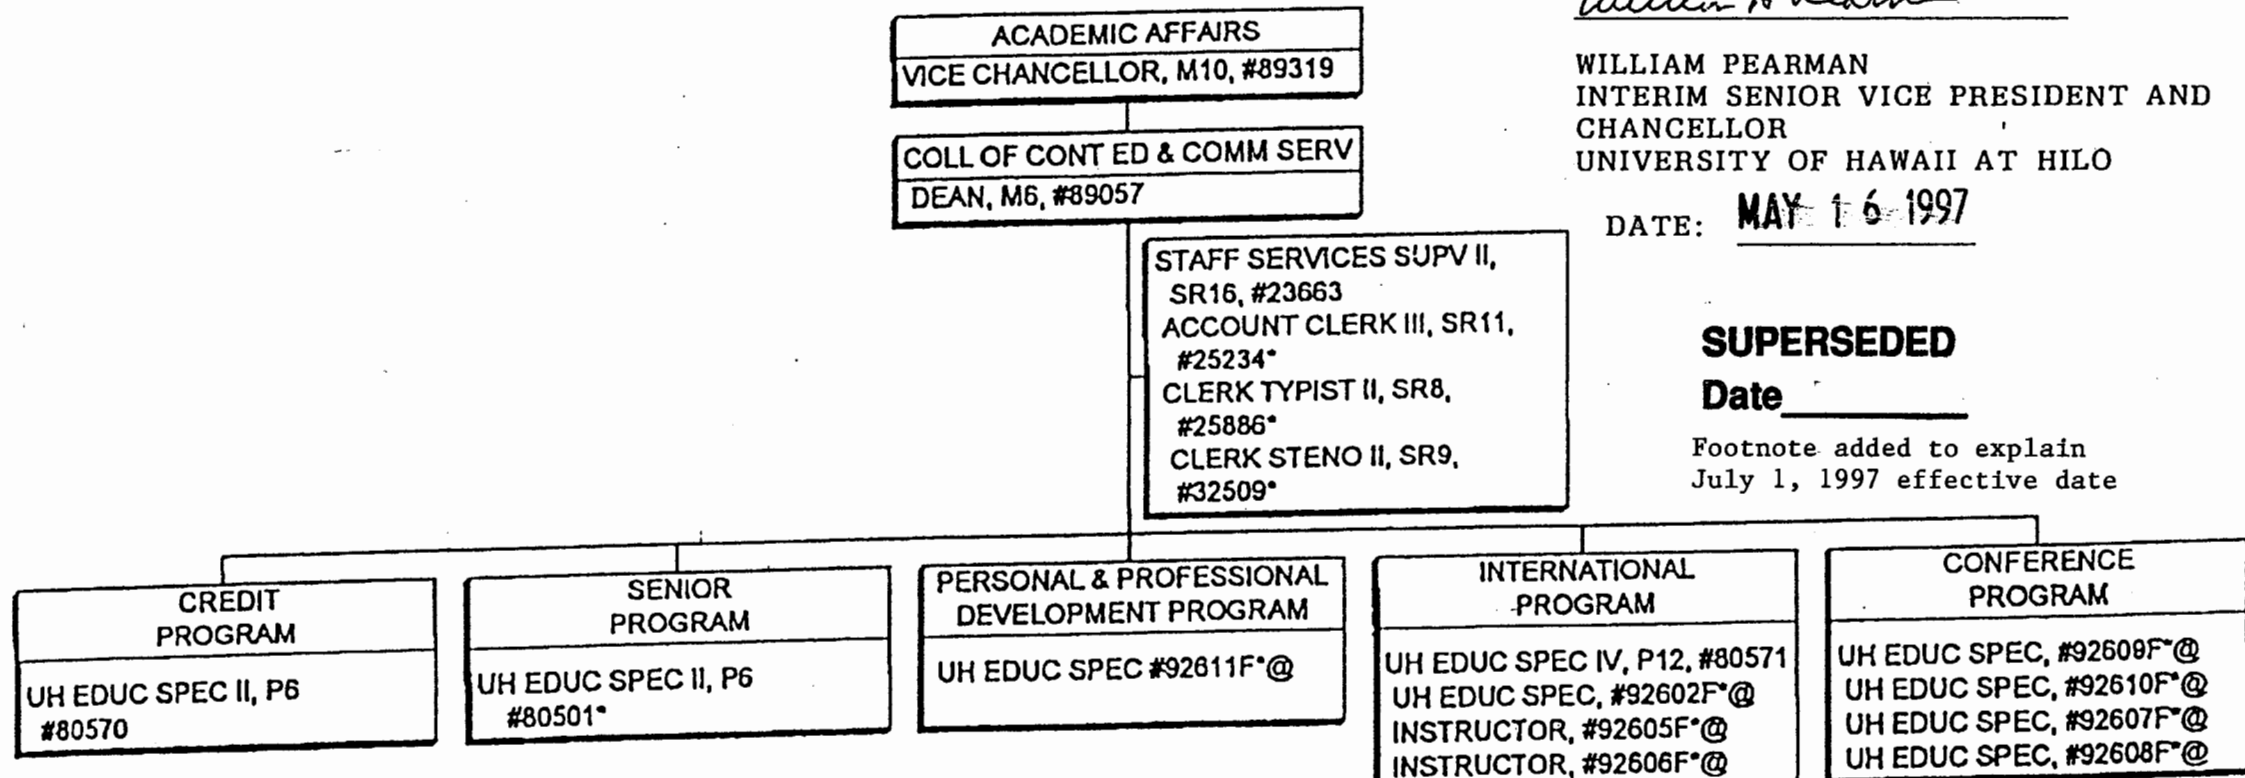 ACADEMIC AFFAIRS
VICE CHANCELLOR, M10, #89319
COLL OF CONT ED & COMM SERV
DEAN, M6, #89057
WILLIAM PEARMAN
INTERIM SENIOR VICE PRESIDENT AND
CHANCELLOR
UNIVERSITY OF HAWAII AT HILO
DATE: MAY 16 1997
STAFF SERVICES SUPV II,
SR16, #23663
ACCOUNT CLERK III, SR11,
#25234*
CLERK TYPIST II, SR8,
#25886*
CLERK STENO II, SR9,
#32509*
SUPERSEDED
Date
Footnote added to explain
July 1, 1997 effective date
CREDIT
PROGRAM
UH EDUC SPEC II, P6
#80570
SENIOR
PROGRAM
UH EDUC SPEC II, P6
#80501*
PERSONAL & PROFESSIONAL
DEVELOPMENT PROGRAM
UH EDUC SPEC #92611F*@
INTERNATIONAL
PROGRAM
UH EDUC SPEC IV, P12, #80571
UH EDUC SPEC, #92602F*@
INSTRUCTOR, #92605F*@
INSTRUCTOR, #92606F*@
CONFERENCE
PROGRAM
UH EDUC SPEC, #92609F*@
UH EDUC SPEC, #92610F*@
UH EDUC SPEC, #92607F*@
UH EDUC SPEC, #92608F*@